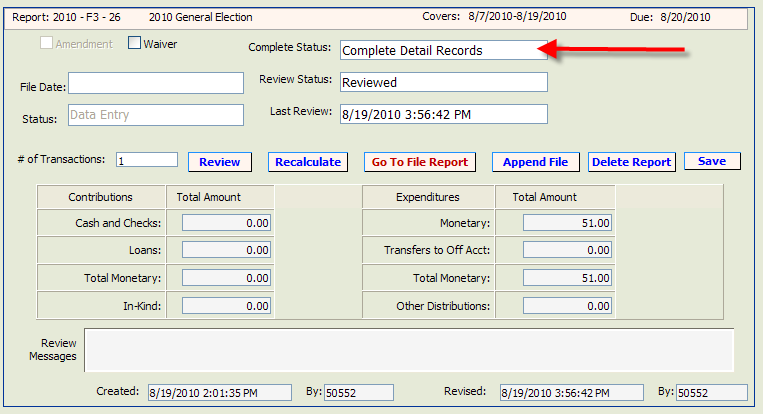 Report: 2010 - F3 - 26 2010 General Election Covers: 8/7/2010-8/19/2010 Due: 8/20/2010
Amendment Waiver Complete Status: Complete Detail Records
File Date: Review Status: Reviewed
Status: Data Entry Last Review: 8/19/2010 3:56:42 PM
# of Transactions: 1 Review Recalculate Go To File Report Append File Delete Report Save
Contributions Total Amount Expenditures Total Amount
Cash and Checks: 0.00 Monetary: 51.00
Loans: 0.00 Transfers to Off Acct: 0.00
Total Monetary: 0.00 Total Monetary: 51.00
In-Kind: 0.00 Other Distributions: 0.00
Review
Messages
Created: 8/19/2010 2:01:35 PM By: 50552 Revised: 8/19/2010 3:56:42 PM By: 50552